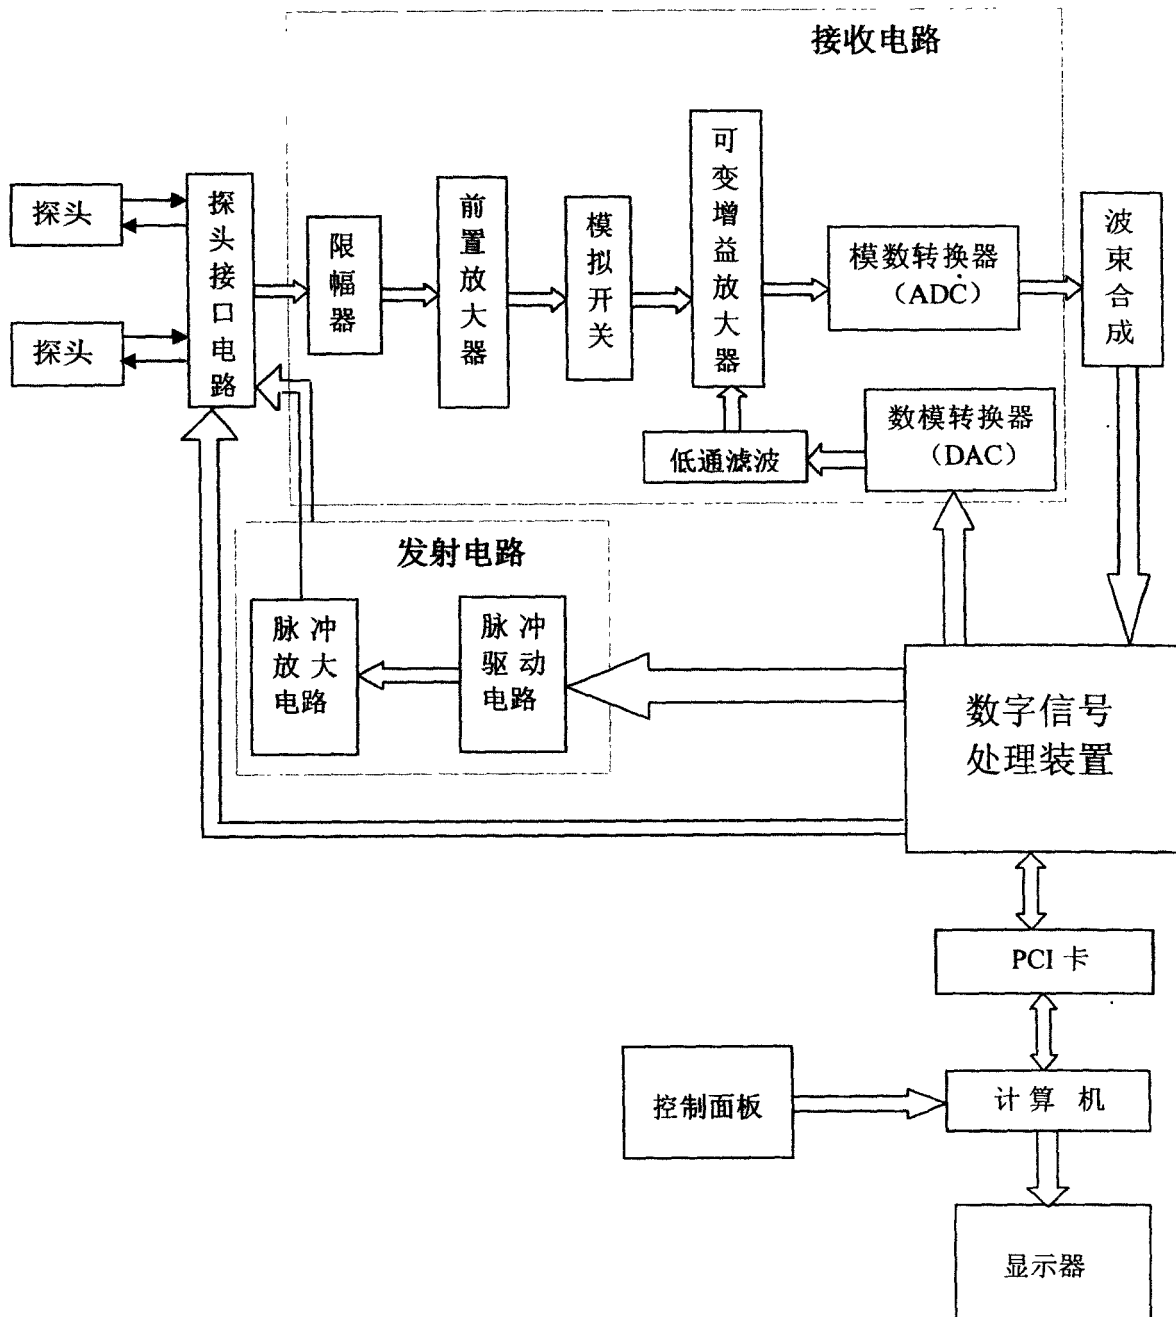 接收电路
探头
探头
探头接口电路
限幅器
前置放大器
模拟开关
可变增益放大器
模数转换器
（ADC）
波束合成
低通滤波
数模转换器
（DAC）
发射电路
脉冲
放大
电路
脉冲
驱动
电路
数字信号
处理装置
PCI 卡
控制面板
计算 机
显示器